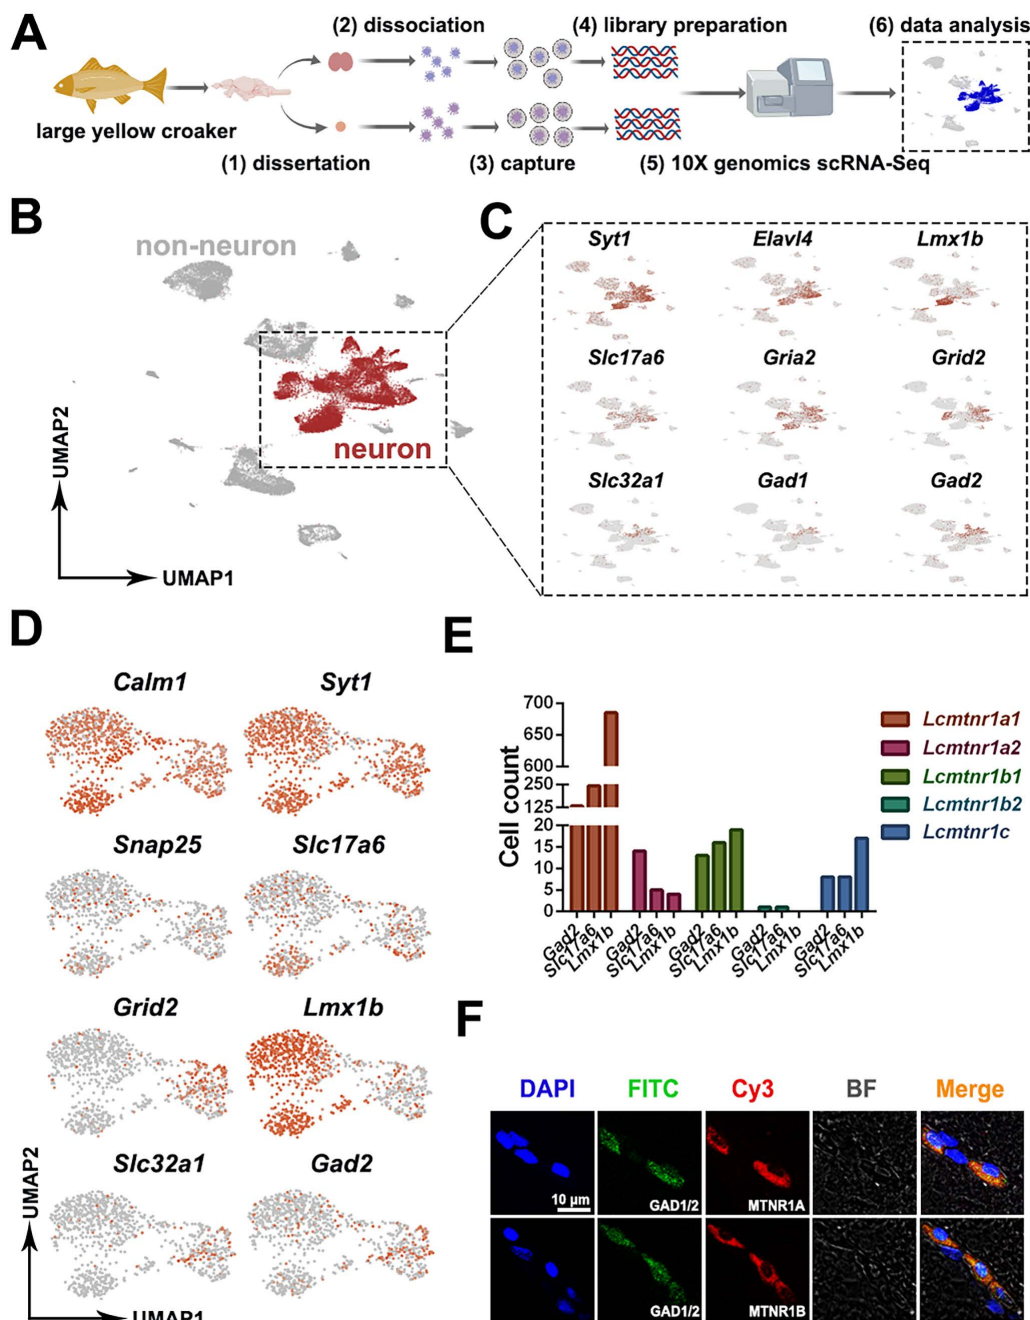 A
(2) dissociation
(4) library preparation
(6) data analysis
large yellow croaker
(1) dissertation
(3) capture
(5) 10X genomics scRNA-Seq
B
non-neuron
neuron
UMAP2
UMAP1
C
Syt1
Elavl4
Lmx1b
Slc17a6
Gria2
Grid2
Slc32a1
Gad1
Gad2
D
Calm1
Syt1
Snap25
Slc17a6
Grid2
Lmx1b
Slc32a1
Gad2
UMAP2
UMAP1
E
Cell count
700
650
600
250
125
20
15
10
5
0
Gad2
Slc17a6
Lmx1b
Gad2
Slc17a6
Lmx1b
Gad2
Slc17a6
Lmx1b
Gad2
Slc17a6
Lmx1b
Gad2
Slc17a6
Lmx1b
Lcmtnr1a1
Lcmtnr1a2
Lcmtnr1b1
Lcmtnr1b2
Lcmtnr1c
F
DAPI
FITC
Cy3
BF
Merge
10 μm
GAD1/2
MTNR1A
GAD1/2
MTNR1B